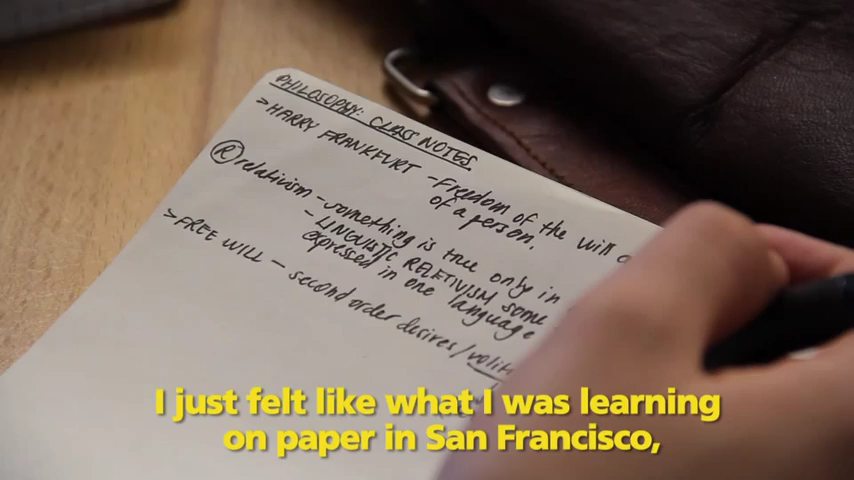 PHILOSOPHY: CLASS NOTES
>HARRY FRANKFURT - Freedom of the will
of a person.
Ⓡrelativism - something is true only in
- LINGUISTIC RELETIVISM some
expressed in one language
>FREE WILL - second order desires/
I just felt like what I was learning
on paper in San Francisco,